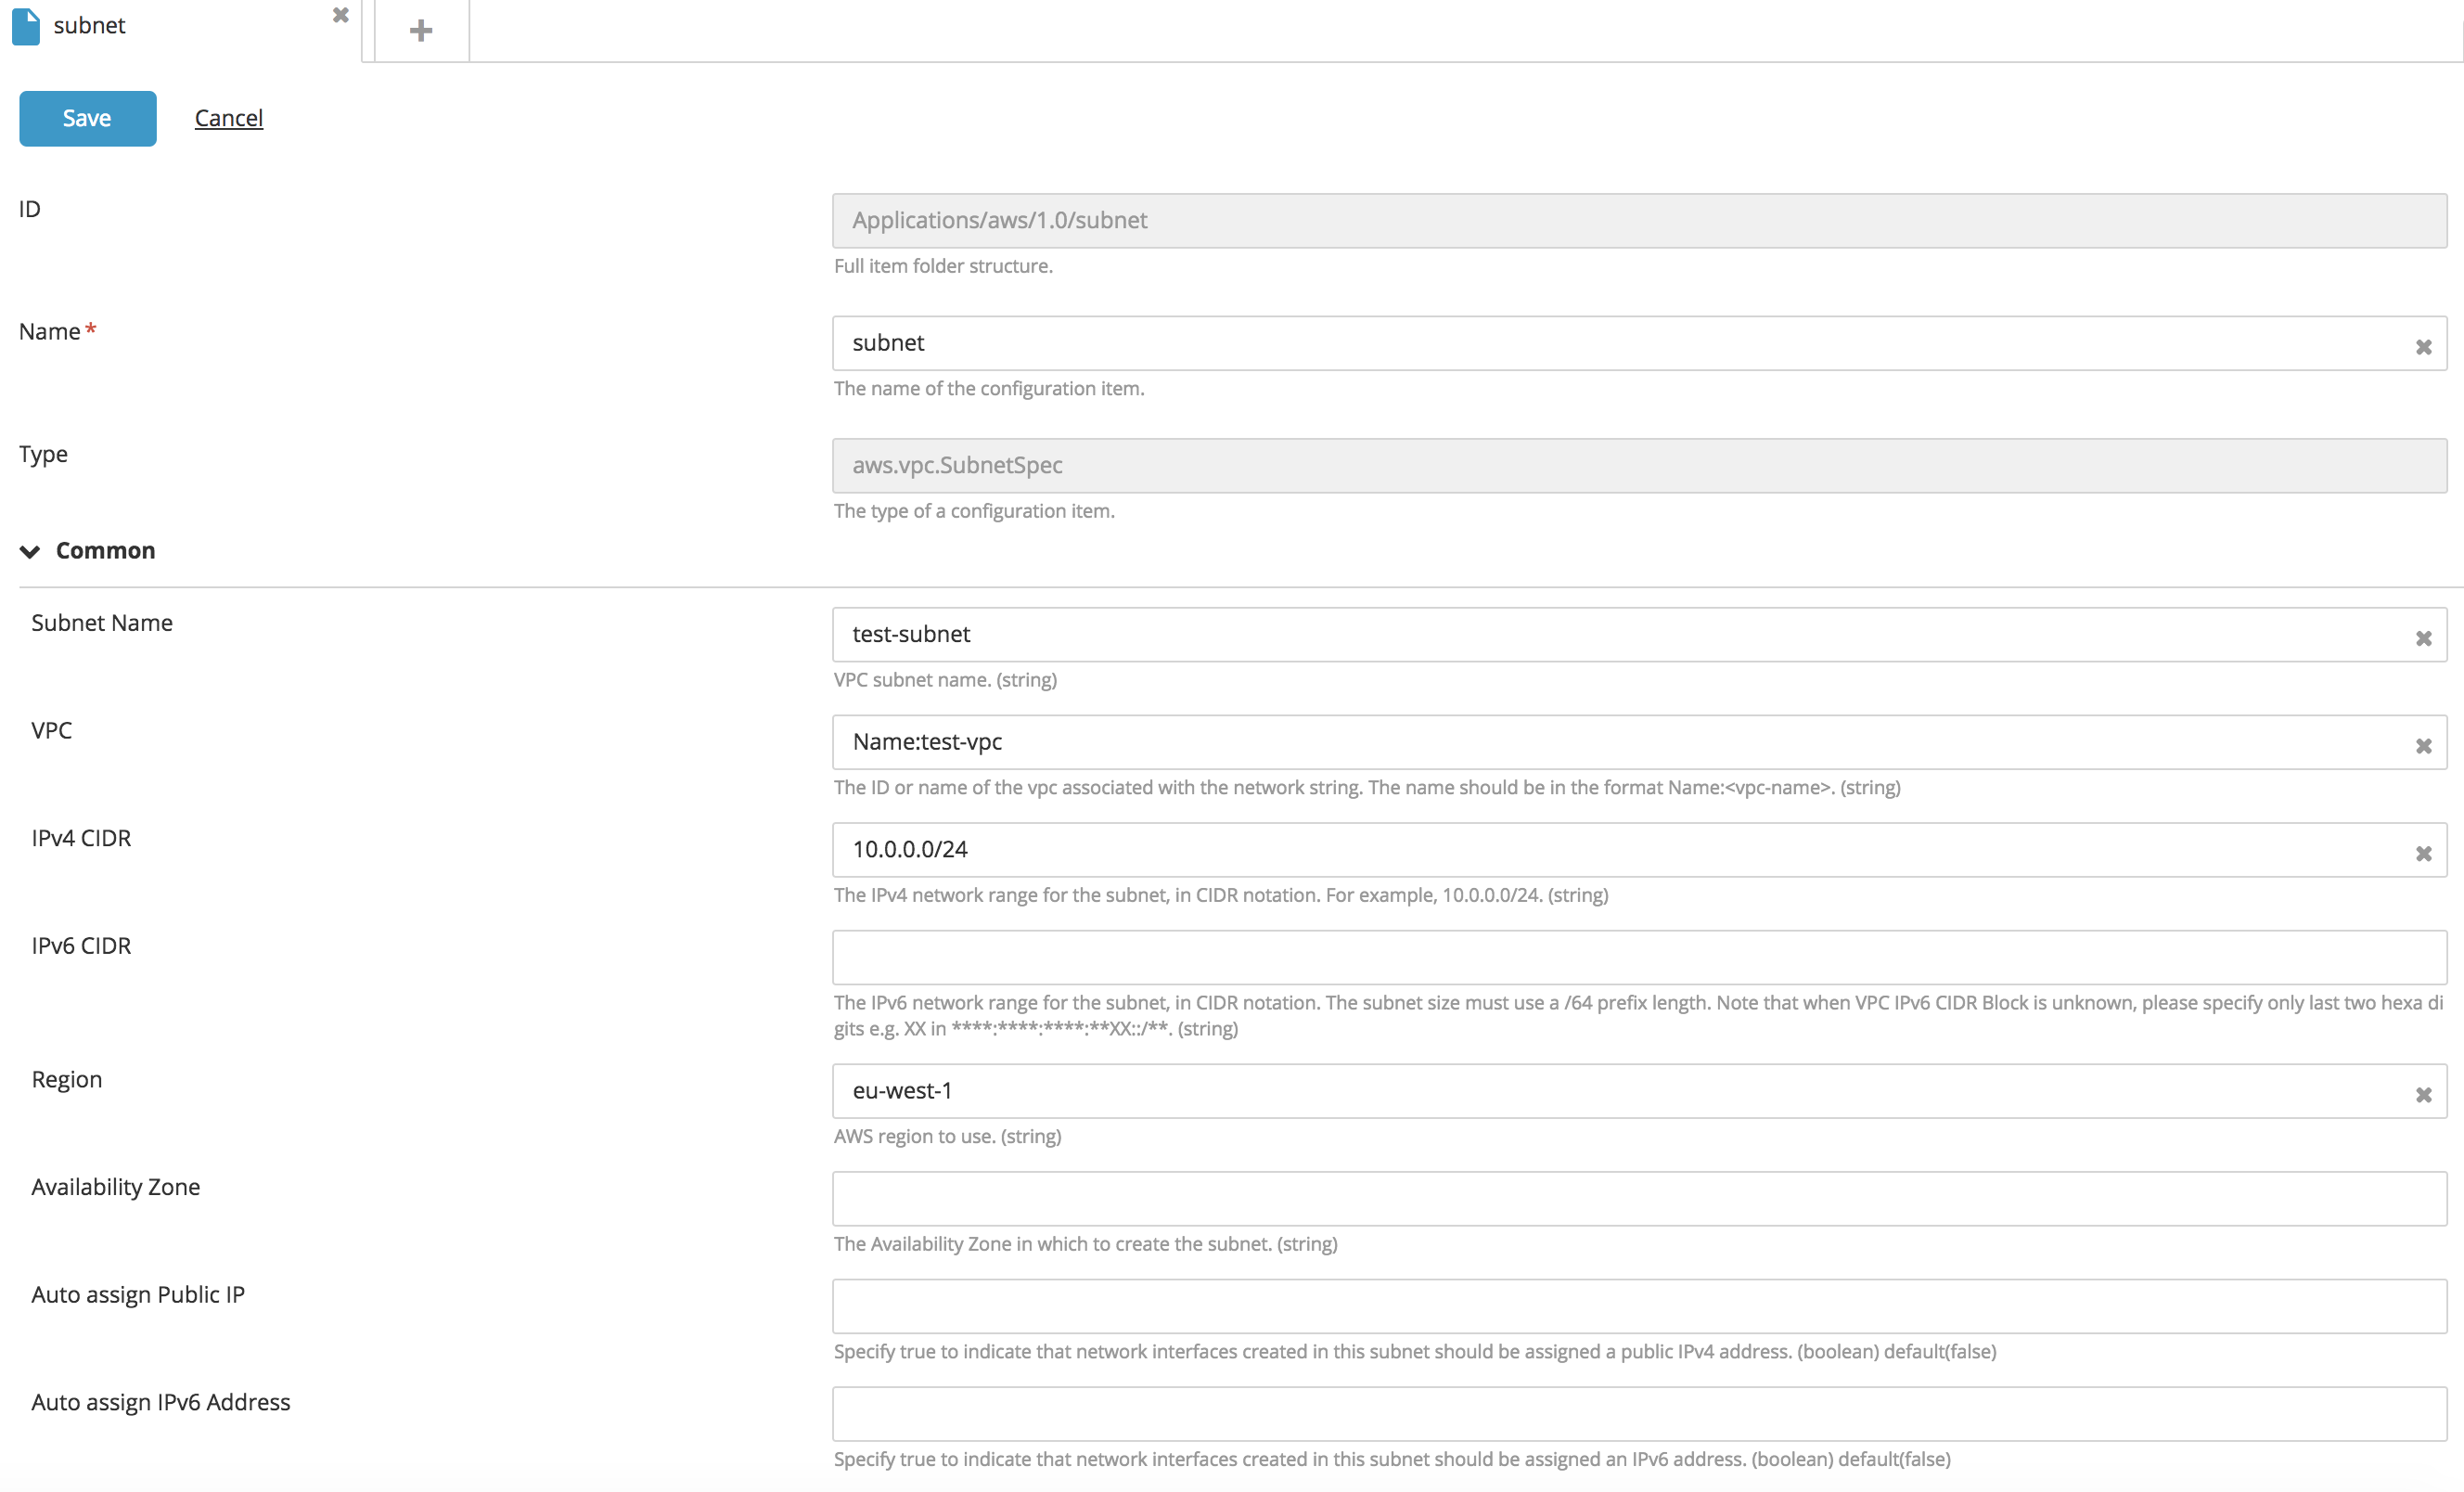 subnet
Save Cancel
ID
Applications/aws/1.0/subnet
Full item folder structure.
Name*
subnet
The name of the configuration item.
Type
aws.vpc.SubnetSpec
The type of a configuration item.
Common
Subnet Name
test-subnet
VPC subnet name. (string)
VPC
Name:test-vpc
The ID or name of the vpc associated with the network string. The name should be in the format Name:<vpc-name>. (string)
IPv4 CIDR
10.0.0.0/24
The IPv4 network range for the subnet, in CIDR notation. For example, 10.0.0.0/24. (string)
IPv6 CIDR
The IPv6 network range for the subnet, in CIDR notation. The subnet size must use a /64 prefix length. Note that when VPC IPv6 CIDR Block is unknown, please specify only last two hexa di
gits e.g. XX in ****:****:****:**XX::/**. (string)
Region
eu-west-1
AWS region to use. (string)
Availability Zone
The Availability Zone in which to create the subnet. (string)
Auto assign Public IP
Specify true to indicate that network interfaces created in this subnet should be assigned a public IPv4 address. (boolean) default(false)
Auto assign IPv6 Address
Specify true to indicate that network interfaces created in this subnet should be assigned an IPv6 address. (boolean) default(false)